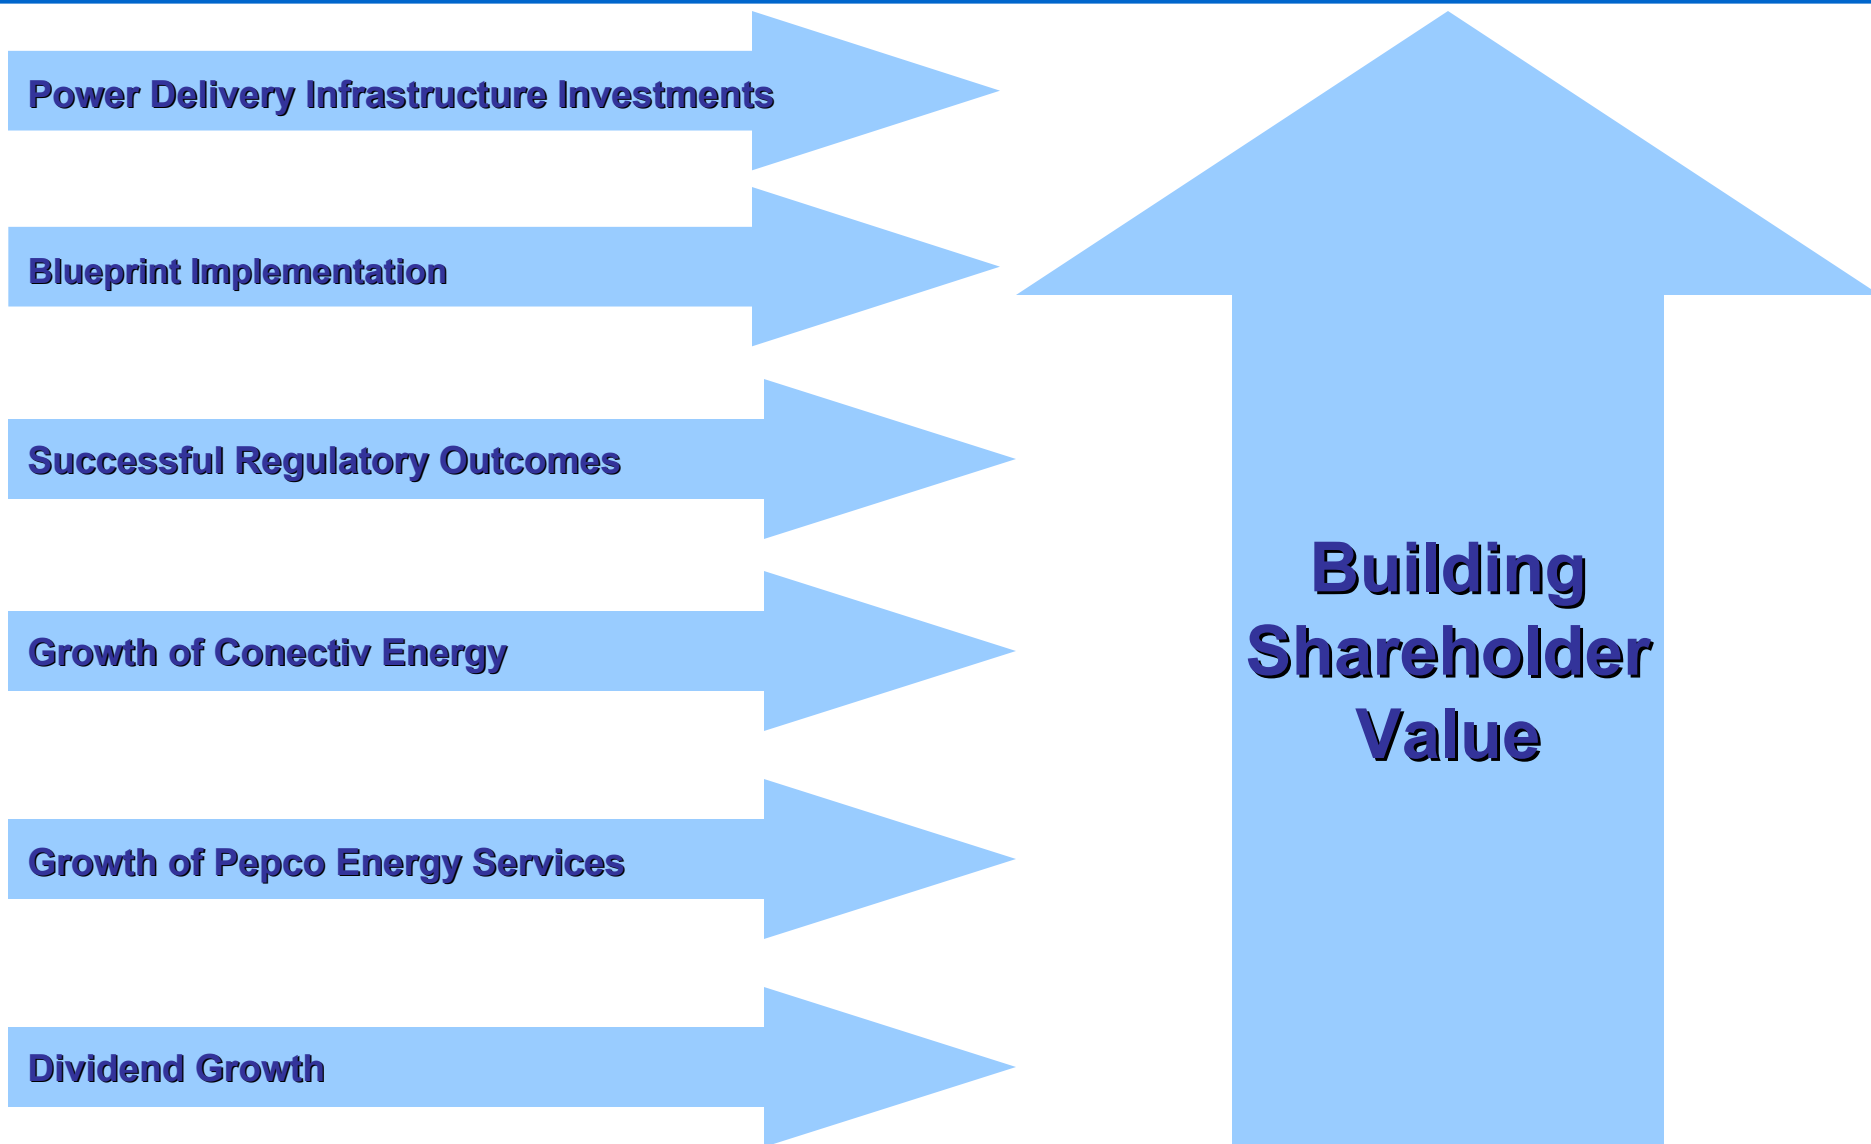 Power Delivery Infrastructure Investments
Blueprint Implementation
Successful Regulatory Outcomes
Growth of Conectiv Energy
Growth of Pepco Energy Services
Dividend Growth
Building
Shareholder
Value